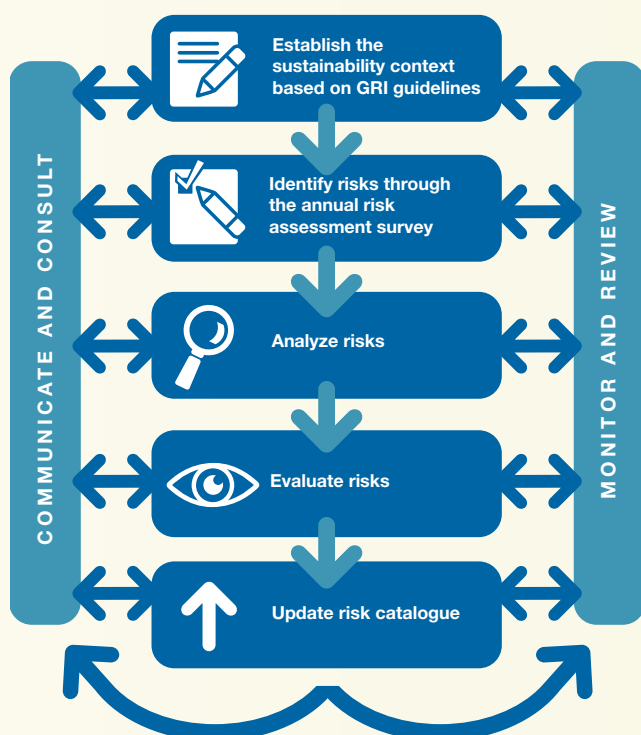 COMMUNICATE AND CONSULT
Establish the
sustainability context
based on GRI guidelines
Identify risks through
the annual risk
assessment survey
Analyze risks
Evaluate risks
Update risk catalogue
MONITOR AND REVIEW